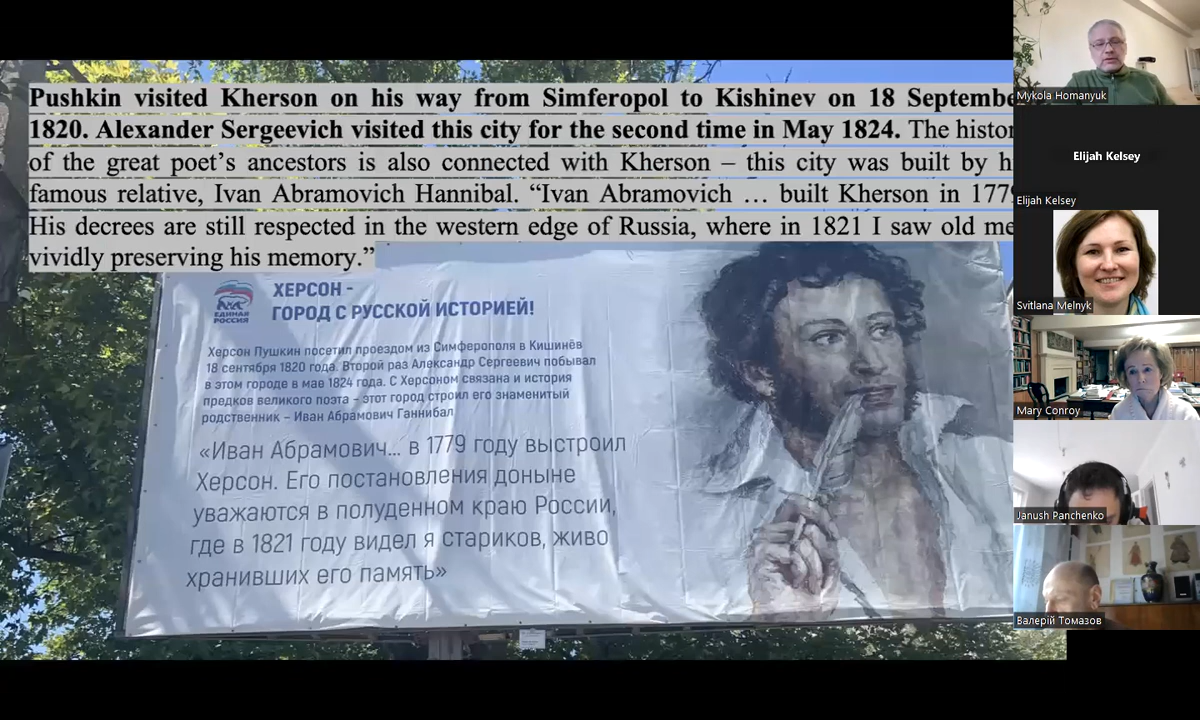 Pushkin visited Kherson on his way from Simferopol to Kishinev on 18 Septembe
1820. Alexander Sergeevich visited this city for the second time in May 1824. The histor
of the great poet’s ancestors is also connected with Kherson – this city was built by h
famous relative, Ivan Abramovich Hannibal. “Ivan Abramovich … built Kherson in 1779
His decrees are still respected in the western edge of Russia, where in 1821 I saw old me
vividly preserving his memory.”
ЕДИНАЯ
РОССИЯ
ХЕРСОН -
ГОРОД С РУССКОЙ ИСТОРИЕЙ!
Херсон Пушкин посетил проездом из Симферополя в Кишинёв
18 сентября 1820 года. Второй раз Александр Сергеевич побывал
в этом городе в мае 1824 года. С Херсоном связана и история
предков великого поэта – этот город строил его знаменитый
родственник – Иван Абрамович Ганнибал
«Иван Абрамович... в 1779 году выстроил
Херсон. Его постановления доныне
уважаются в полуденном краю России,
где в 1821 году видел я стариков, живо
хранивших его память»
Mykola Homanyuk
Elijah Kelsey
Elijah Kelsey
Svitlana Melnyk
Mary Conroy
Janush Panchenko
Валерій Томазов